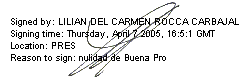 Signed by: LILIAN DEL CARMEN ROCCA CARBAJAL
Signing time: Thursday, April 7 2005, 16:5:1 GMT
Location: PRES
Reason to sign: nulidad de Buena Pro